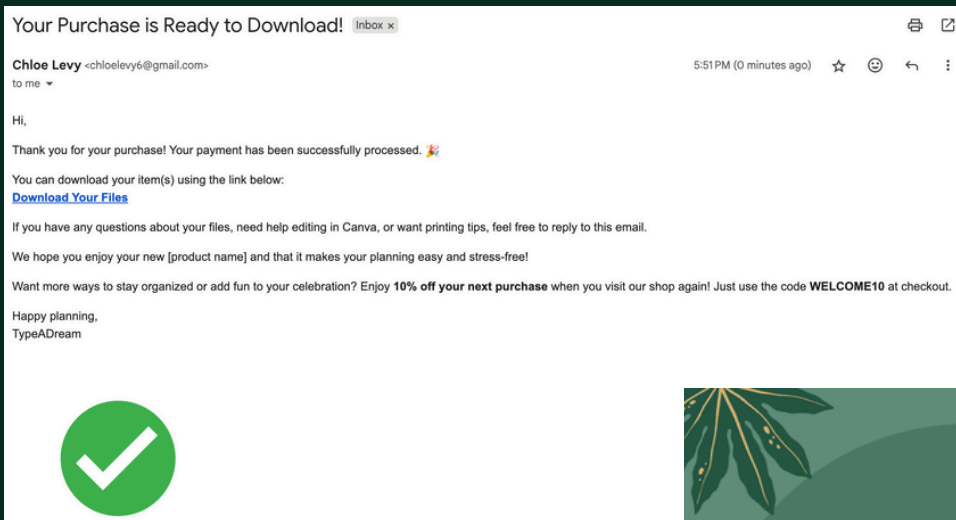 Your Purchase is Ready to Download! Inbox ×
Chloe Levy <chloelevy6@gmail.com>
5:51 PM (0 minutes ago)
to me
Hi,
Thank you for your purchase! Your payment has been successfully processed. 🎉
You can download your item(s) using the link below:
Download Your Files
If you have any questions about your files, need help editing in Canva, or want printing tips, feel free to reply to this email.
We hope you enjoy your new [product name] and that it makes your planning easy and stress-free!
Want more ways to stay organized or add fun to your celebration? Enjoy 10% off your next purchase when you visit our shop again! Just use the code WELCOME10 at checkout.
Happy planning,
TypeADream